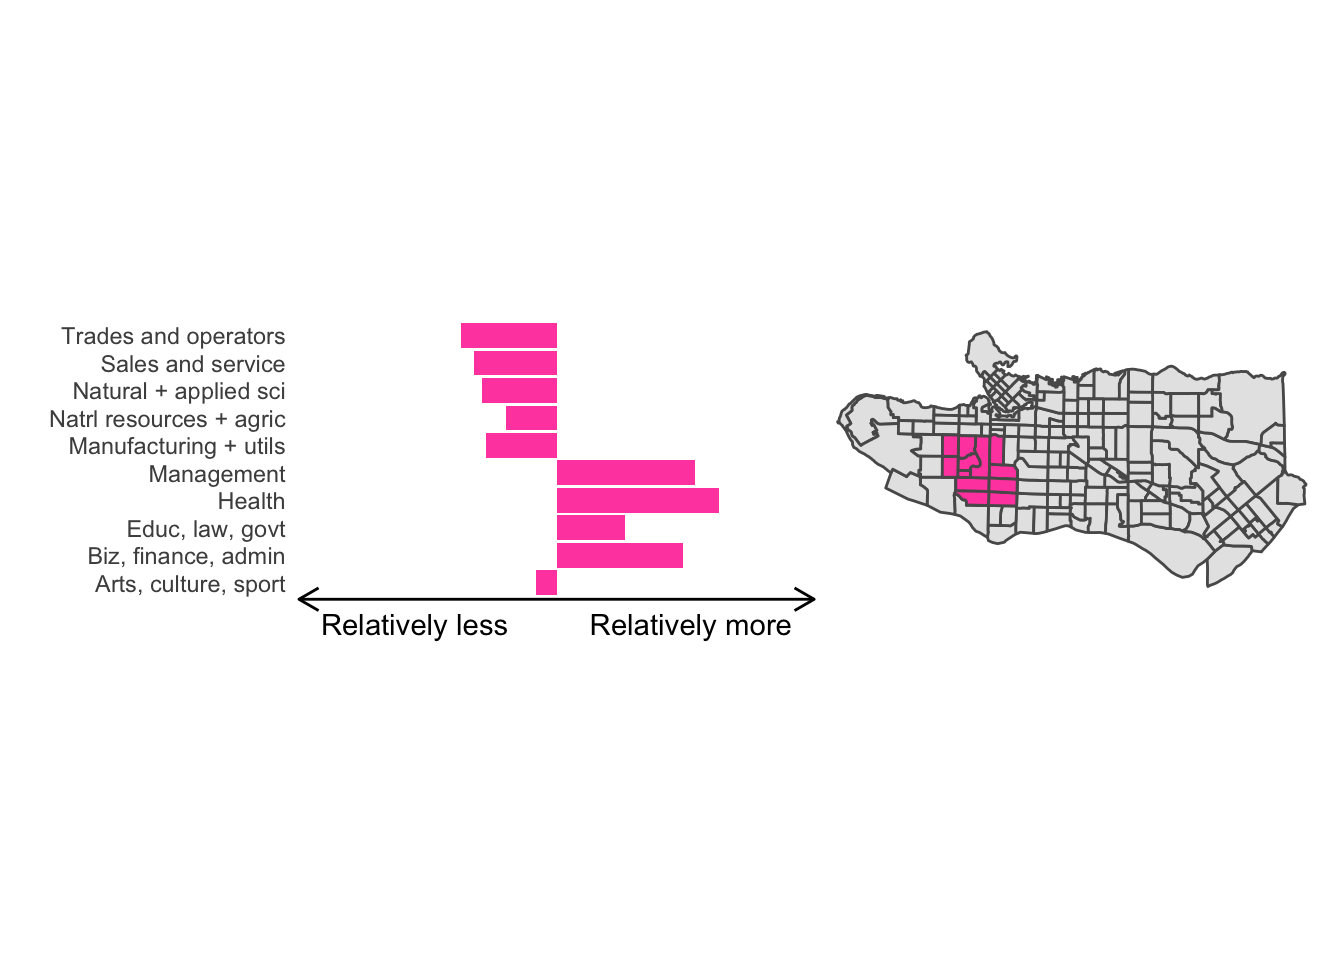 Trades and operators
Sales and service
Natural + applied sci
Natrl resources + agric
Manufacturing + utils
Management
Health
Educ, law, govt
Biz, finance, admin
Arts, culture, sport
Relatively less
Relatively more